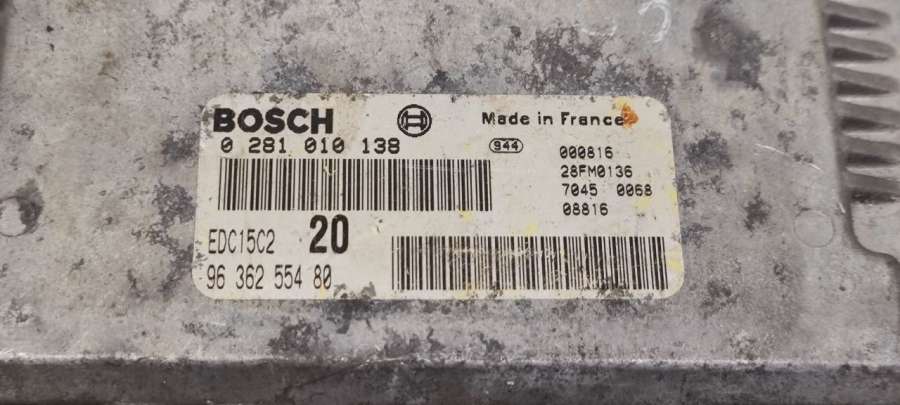 BOSCH
Made in France
0 281 010 138
944
000816
28FM0136
7045 0068
08816
EDC15C2 20
96 362 554 80